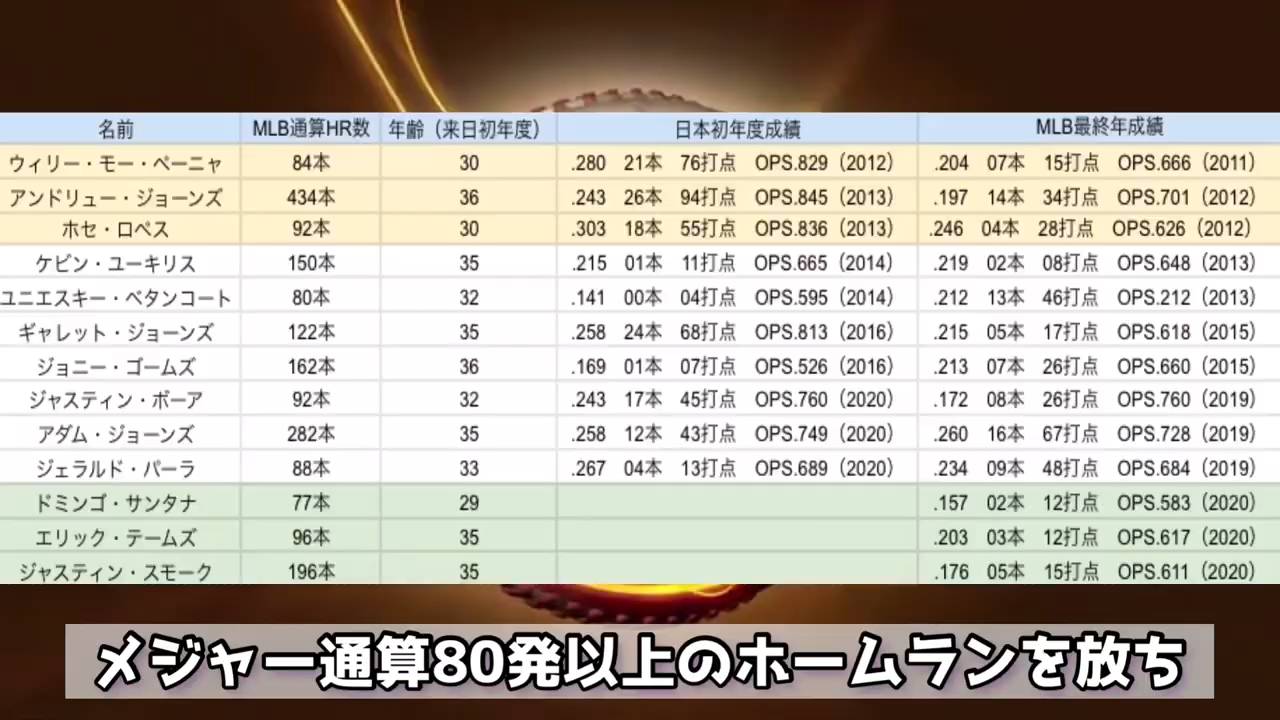 名前 MLB通算HR数 年齢（来日初年度） 日本初年度成績 MLB最終年成績
ウィリー・モー・ペーニャ 84本 30 .280 21本 76打点 OPS.829（2012） .204 07本 15打点 OPS.666（2011）
アンドリュー・ジョーンズ 434本 36 .243 26本 94打点 OPS.845（2013） .197 14本 34打点 OPS.701（2012）
ホセ・ロペス 92本 30 .303 18本 55打点 OPS.836（2013） .246 04本 28打点 OPS.626（2012）
ケビン・ユーキリス 150本 35 .215 01本 11打点 OPS.665（2014） .219 02本 08打点 OPS.648（2013）
ユニエスキー・ベタンコート 80本 32 .141 00本 04打点 OPS.595（2014） .212 13本 46打点 OPS.212（2013）
ギャレット・ジョーンズ 122本 35 .258 24本 68打点 OPS.813（2016） .215 05本 17打点 OPS.618（2015）
ジョニー・ゴームズ 162本 36 .169 01本 07打点 OPS.526（2016） .213 07本 26打点 OPS.660（2015）
ジャスティン・ボーア 92本 32 .243 17本 45打点 OPS.760（2020） .172 08本 26打点 OPS.760（2019）
アダム・ジョーンズ 282本 35 .258 12本 43打点 OPS.749（2020） .260 16本 67打点 OPS.728（2019）
ジェラルド・パーラ 88本 33 .267 04本 13打点 OPS.689（2020） .234 09本 48打点 OPS.684（2019）
ドミンゴ・サンタナ 77本 29 .157 02本 12打点 OPS.583（2020）
エリック・テームズ 96本 35 .203 03本 12打点 OPS.617（2020）
ジャスティン・スモーク 196本 35 .176 05本 15打点 OPS.611（2020）
メジャー通算80発以上のホームランを放ち